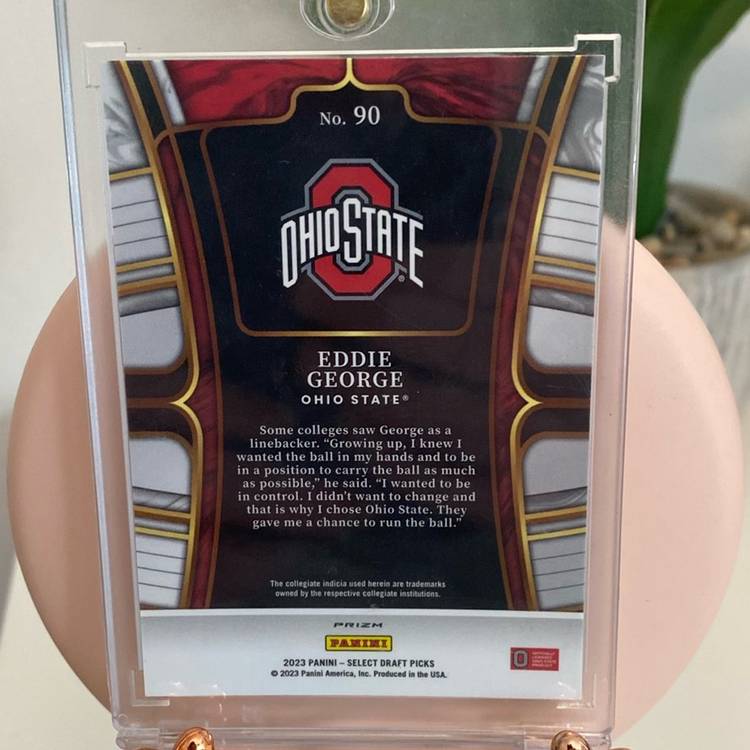 No. 90
OHIO STATE
EDDIE
GEORGE
OHIO STATE®
Some colleges saw George as a
linebacker. “Growing up, I knew I
wanted the ball in my hands and to be
in a position to carry the ball as much
as possible,” he said. “I wanted to be
in control. I didn't want to change and
that is why I chose Ohio State. They
gave me a chance to run the ball.”
The collegiate indicia used herein are trademarks
owned by the respective collegiate institutions.
PRIZM
PANINI
2023 PANINI – SELECT DRAFT PICKS
© 2023 Panini America, Inc. Produced in the USA.